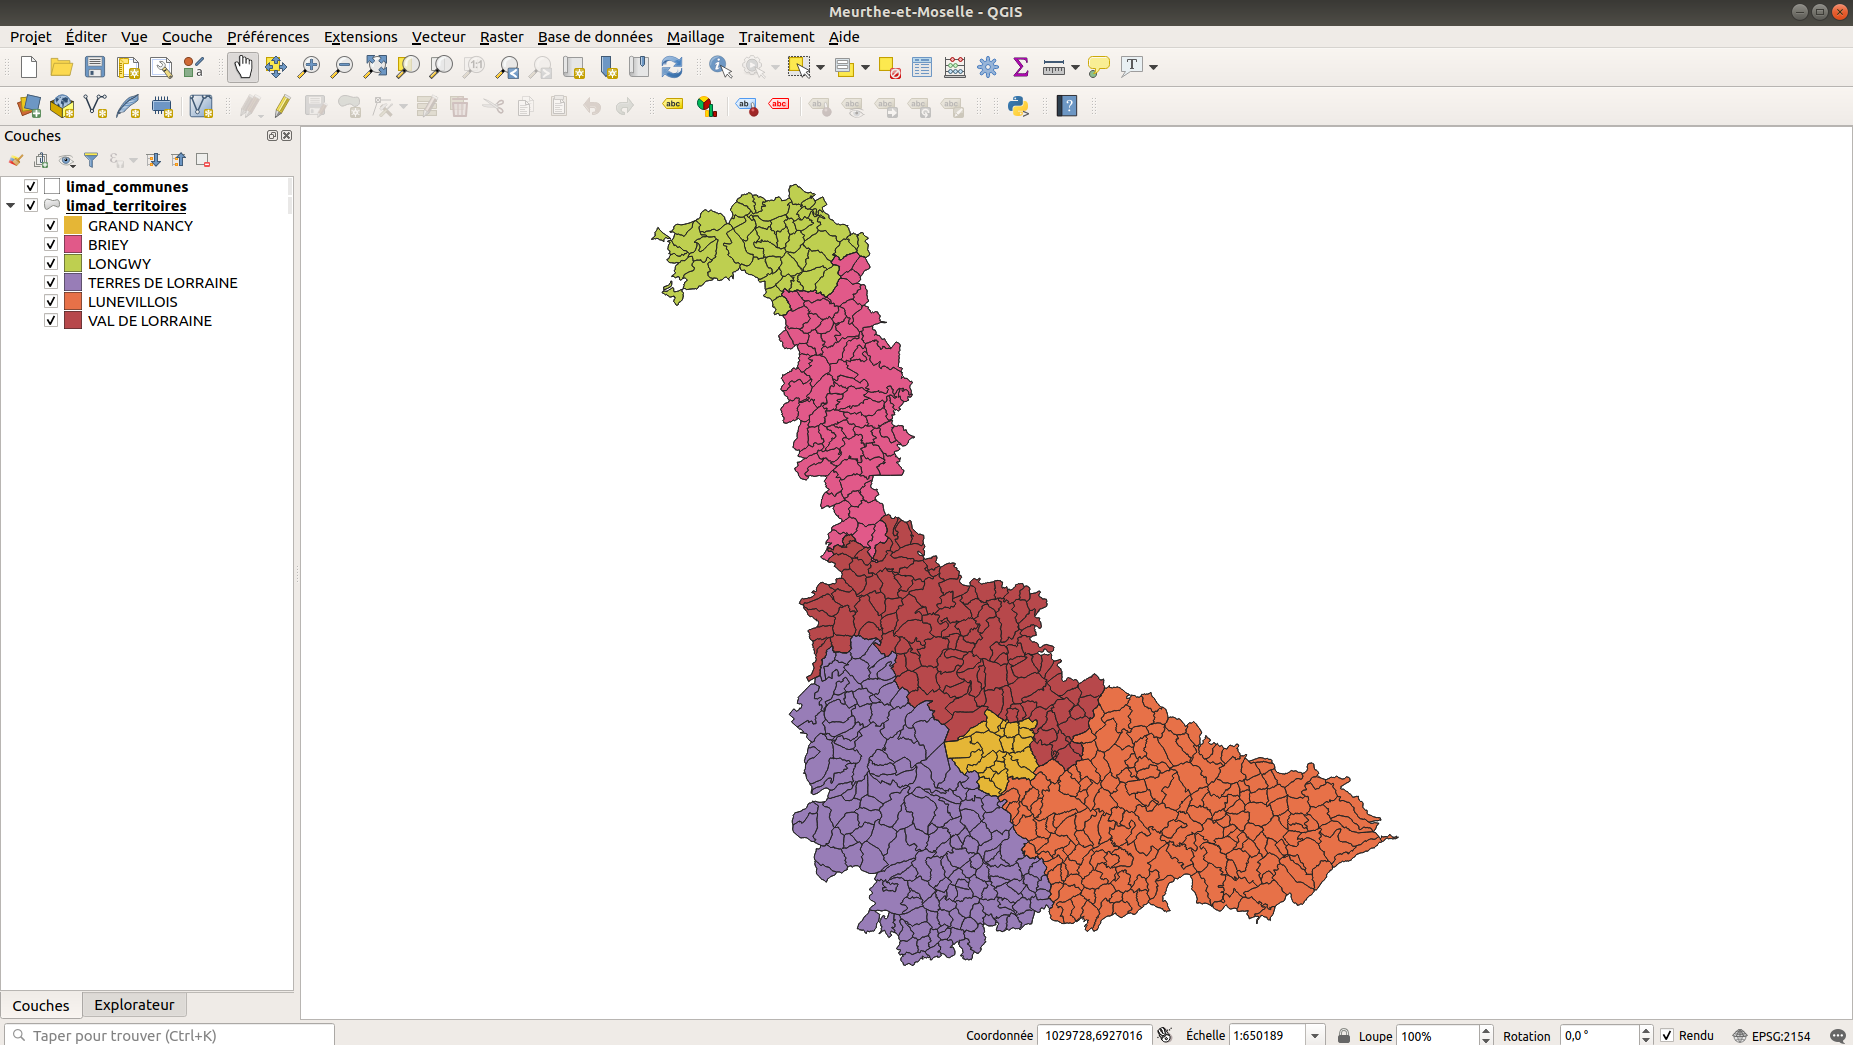 Meurthe-et-Moselle - QGIS
Projet Éditer Vue Couche Préférences Extensions Vecteur Raster Base de données Maillage Traitement Aide
Couches
limad_communes
limad_territoires
GRAND NANCY
BRIEY
LONGWY
TERRES DE LORRAINE
LUNEVILLOIS
VAL DE LORRAINE
Couches Explorateur
Taper pour trouver (Ctrl+K) Coordonnée 1029728,6927016 Échelle 1:650189 Loupe 100% Rotation 0,0 ° Rendu EPSG:2154